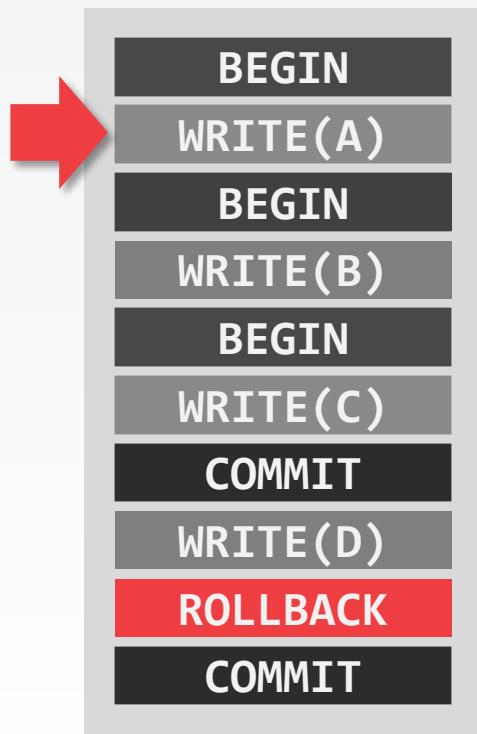 BEGIN
WRITE(A)
BEGIN
WRITE(B)
BEGIN
WRITE(C)
COMMIT
WRITE(D)
ROLLBACK
COMMIT